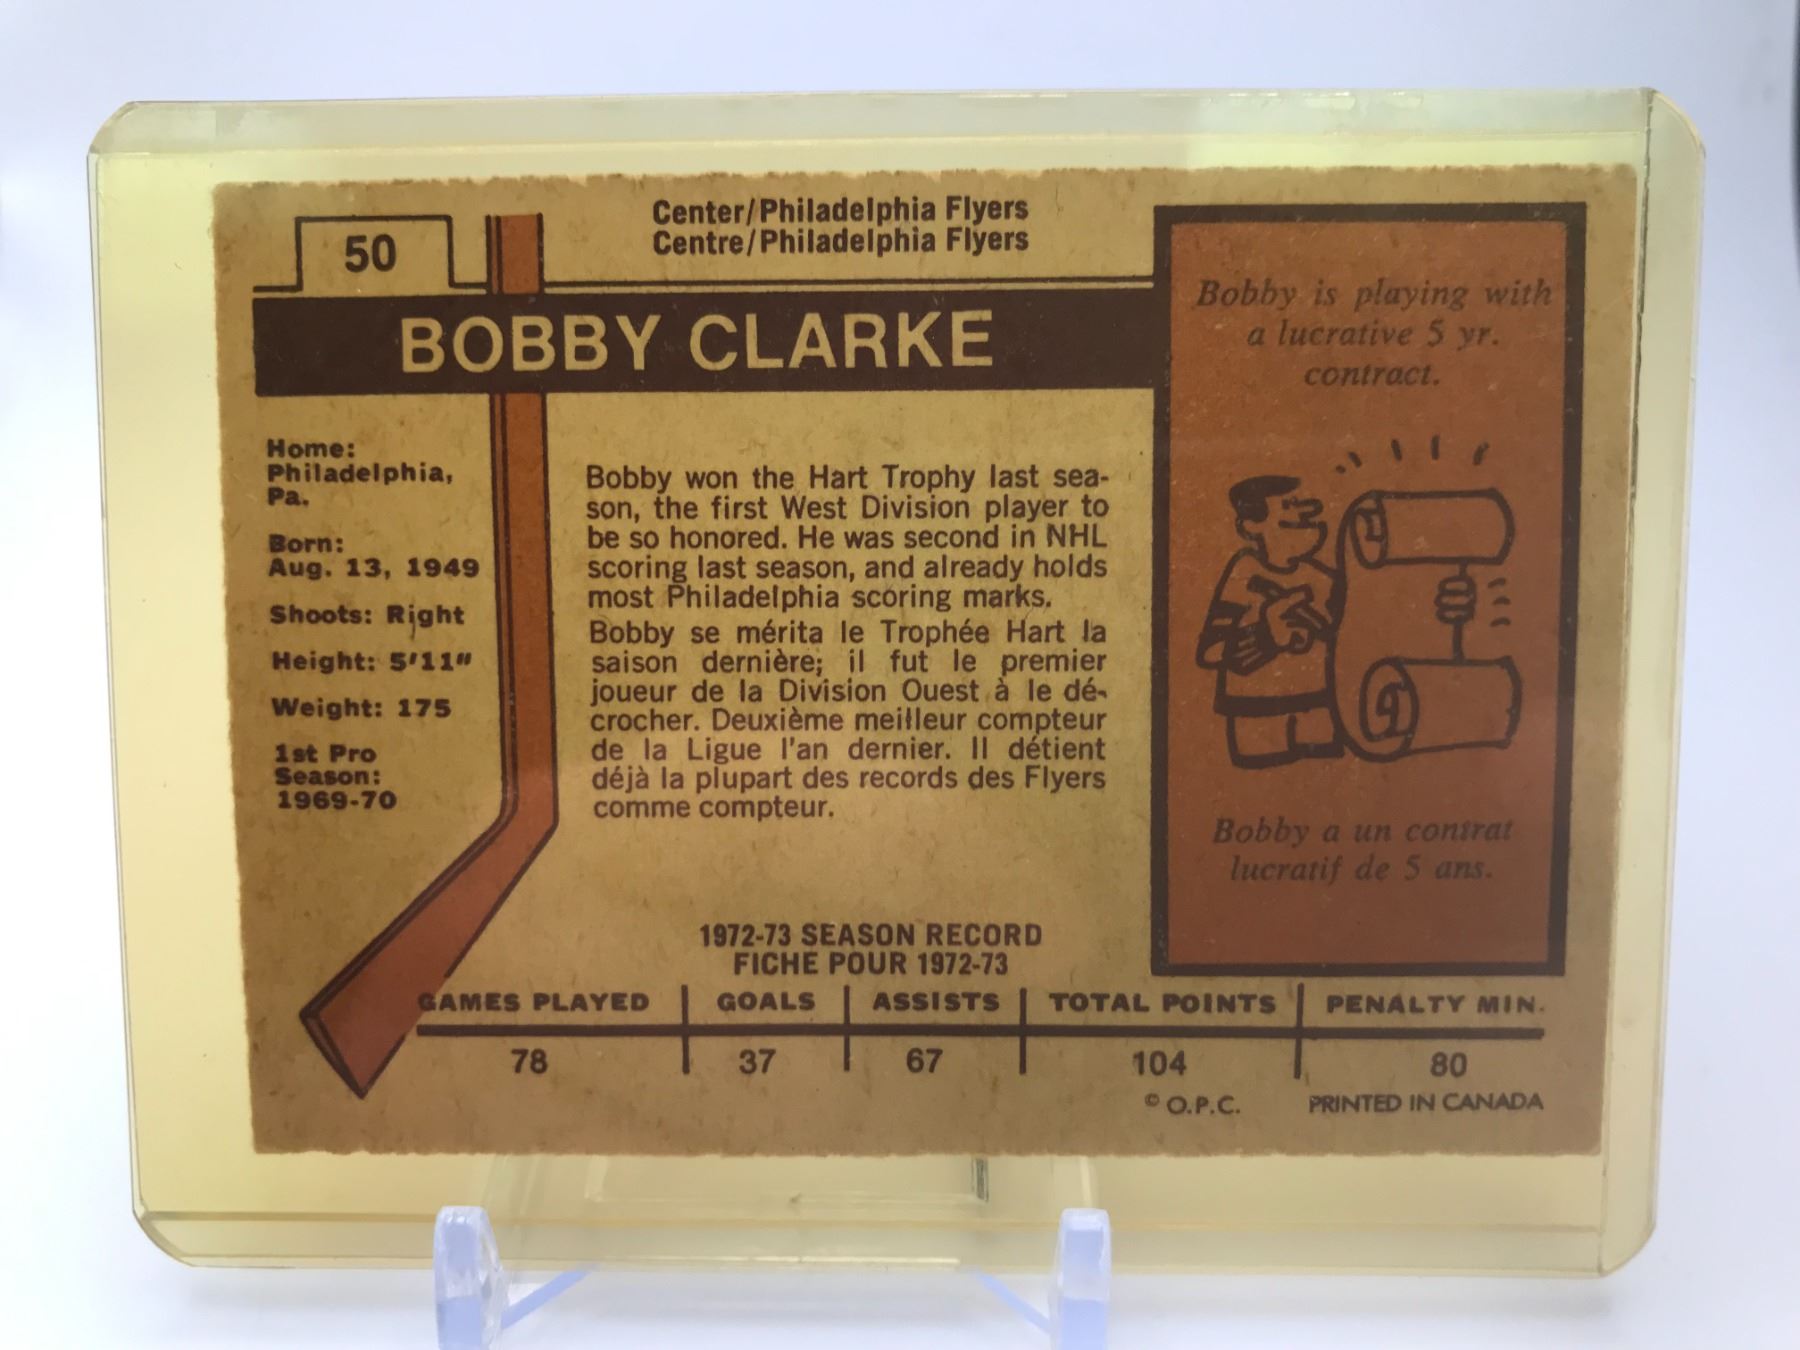 50
Center/Philadelphia Flyers
Centre/Philadelphia Flyers
BOBBY CLARKE
Home:
Philadelphia,
Pa.
Born:
Aug. 13, 1949
Shoots: Right
Height: 5'11"
Weight: 175
1st Pro
Season:
1969-70
Bobby won the Hart Trophy last sea-
son, the first West Division player to
be so honored. He was second in NHL
scoring last season, and already holds
most Philadelphia scoring marks.
Bobby se mérita le Trophée Hart la
saison dernière; il fut le premier
joueur de la Division Ouest à le dé-
crocher. Deuxième meilleur compteur
de la Ligue l'an dernier. Il détient
déjà la plupart des records des Flyers
comme compteur.
Bobby is playing with
a lucrative 5 yr.
contract.
Bobby a un contrat
lucratif de 5 ans.
1972-73 SEASON RECORD
FICHE POUR 1972-73
GAMES PLAYED GOALS ASSISTS TOTAL POINTS PENALTY MIN.
78 37 67 104 80
© O.P.C. PRINTED IN CANADA